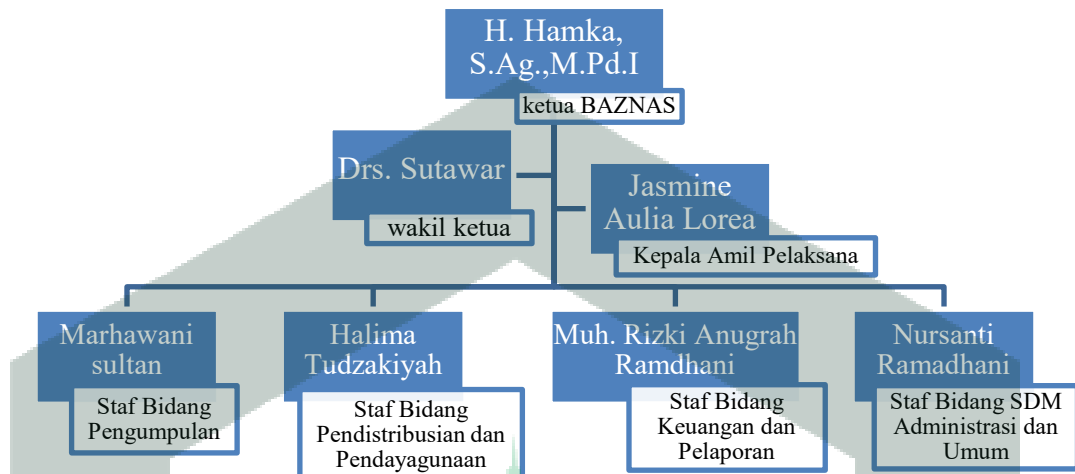 H. Hamka,
S.Ag.,M.Pd.I
ketua BAZNAS
Drs. Sutawar
wakil ketua
Jasmine
Aulia Lorea
Kepala Amil Pelaksana
Marhawani
sultan
Staf Bidang
Pengumpulan
Halima
Tudzakiyah
Staf Bidang
Pendistribusian dan
Pendayagunaan
Muh. Rizki Anugrah
Ramdhani
Staf Bidang
Keuangan dan
Pelaporan
Nursanti
Ramadhani
Staf Bidang SDM
Administrasi dan
Umum